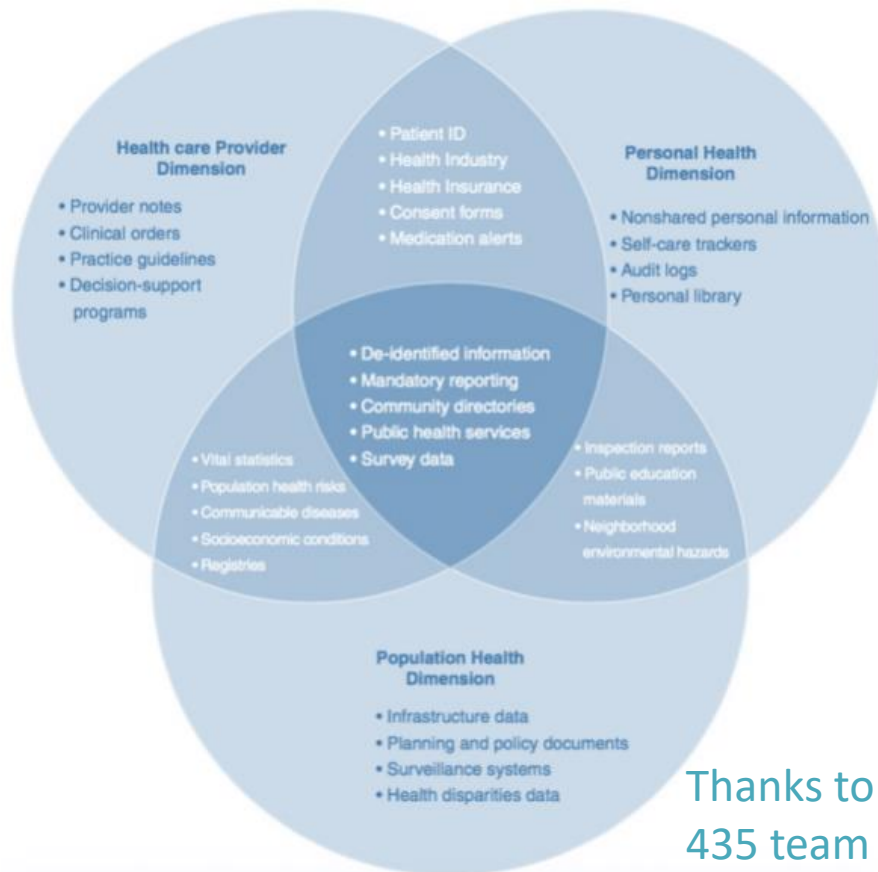 Health care Provider
Dimension
• Provider notes
• Clinical orders
• Practice guidelines
• Decision-support
programs
• Patient ID
• Health Industry
• Health Insurance
• Consent forms
• Medication alerts
Personal Health
Dimension
• Nonshared personal information
• Self-care trackers
• Audit logs
• Personal library
• De-identified information
• Mandatory reporting
• Community directories
• Public health services
• Survey data
• Vital statistics
• Population health risks
• Communicable diseases
• Socioeconomic conditions
• Registries
• Inspection reports
• Public education
materials
• Neighborhood
environmental hazards
Population Health
Dimension
• Infrastructure data
• Planning and policy documents
• Surveillance systems
• Health disparities data
Thanks to
435 team